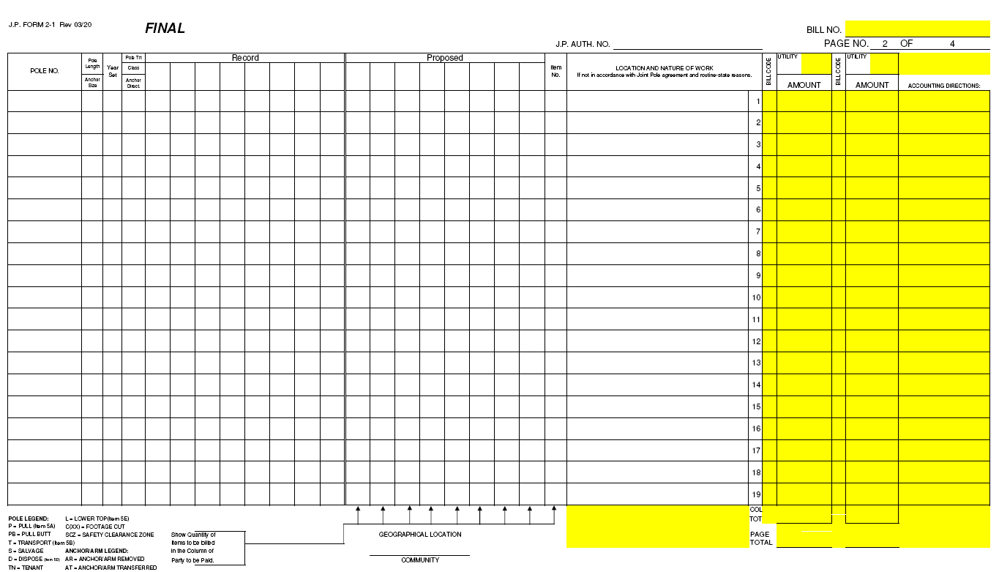 J.P. FORM 2-1 Rev 03/20
FINAL
BILL NO.
J.P. AUTH. NO.
PAGE NO. 2 OF 4
POLE NO.
Pole Length
Anchor Size
Year Set
Pole Trt
Class
Anchor Direct
Record
Proposed
Item No.
LOCATION AND NATURE OF WORK
If not in accordance with Joint Pole agreement and routine-state reasons.
BILL CODE
UTILITY
AMOUNT
BILL CODE
UTILITY
AMOUNT
ACCOUNTING DIRECTIONS:
1
2
3
4
5
6
7
8
9
10
11
12
13
14
15
16
17
18
19
COL
TOT
PAGE
TOTAL
POLE LEGEND: L = LOWER TOP(Item 5E)
P = PULL (Item 5A) C(XX) = FOOTAGE CUT
PB = PULL BUTT SCZ = SAFETY CLEARANCE ZONE
T = TRANSPORT (Item 5B)
S = SALVAGE ANCHOR/ARM LEGEND:
D = DISPOSE (Item 5D) AR = ANCHOR/ARM REMOVED
TN = TENANT AT = ANCHOR/ARM TRANSFERRED
Show Quantity of
Items to be billed
in the Column of
Party to be Paid.
GEOGRAPHICAL LOCATION
COMMUNITY